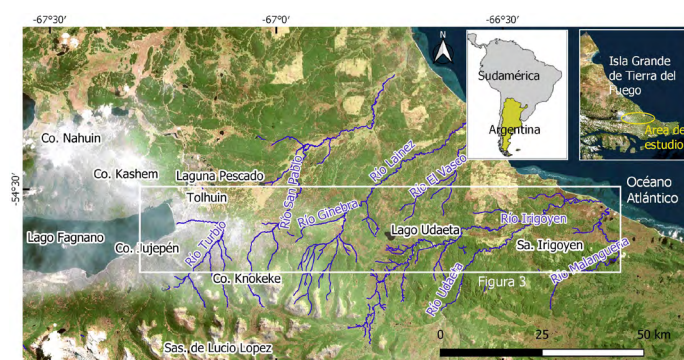 -67°30'
-67°0'
-66°30'
-54°30'
N
Sudamérica
Argentina
Isla Grande
de Tierra del
Fuego
Area de
estudio
Co. Nahuin
Co. Kashem
Laguna Pescado
Tolhuin
Río San Pablo
Río Lainez
Río El Vasco
Océano
Atlántico
Río Ginebra
Lago Udaeta
Río Irigoyen
Lago Fagnano
Co. Jujepén
Río Turbio
Sa. Irigoyen
Río Malanguena
Co. Knokeke
Río Udaeta
Figura 3
Sas. de Lucio Lopez
0
25
50 km